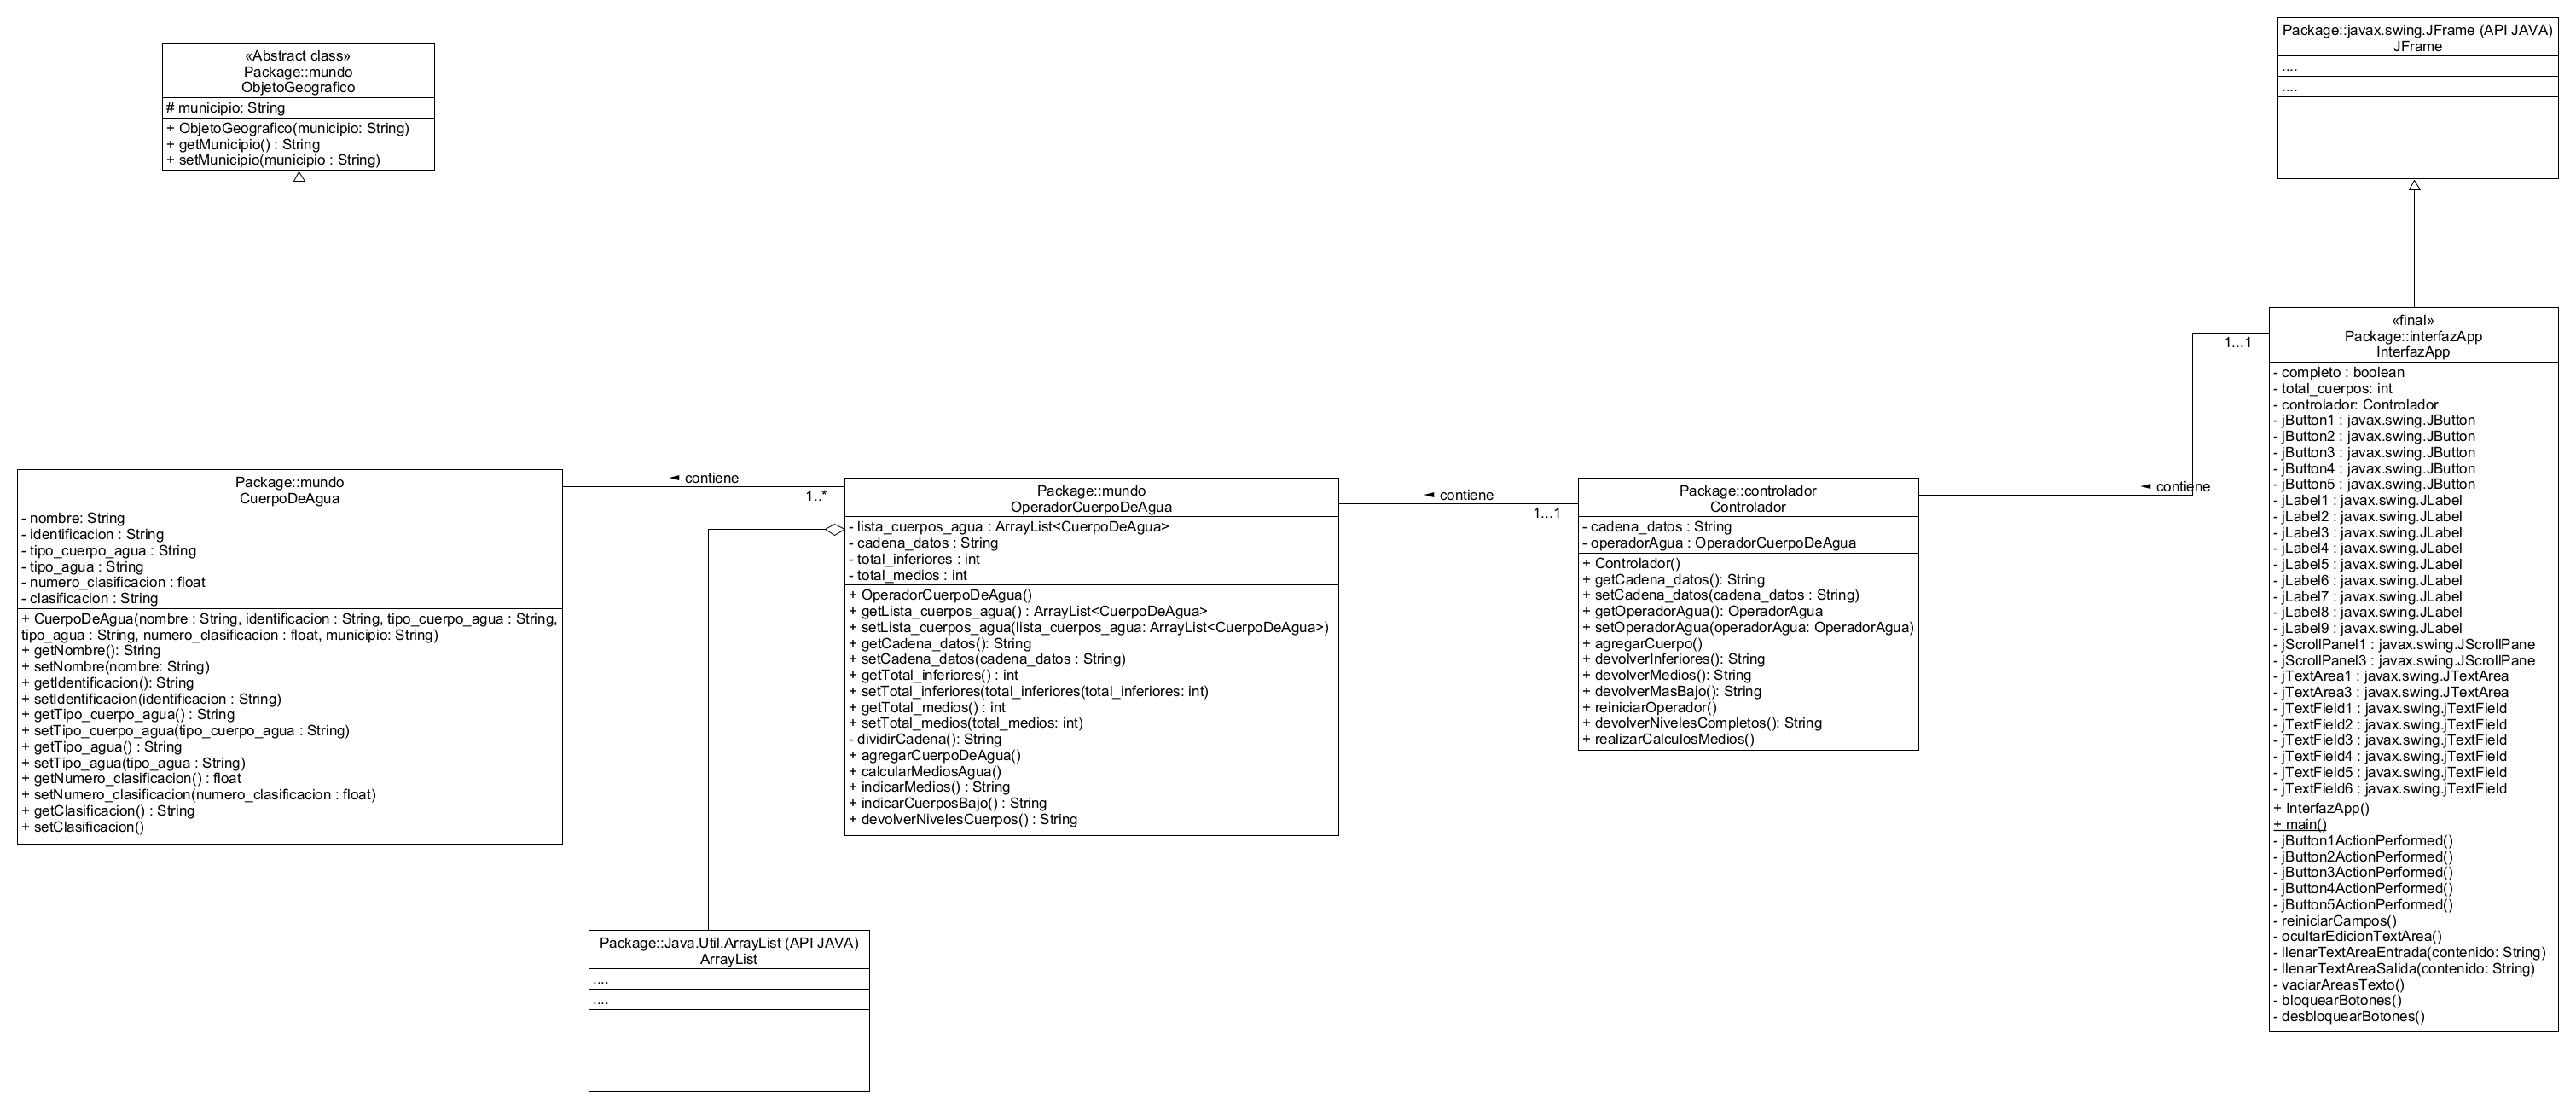 «Abstract class»
Package::mundo
ObjetoGeografico
# municipio: String
+ ObjetoGeografico(municipio: String)
+ getMunicipio() : String
+ setMunicipio(municipio : String)
Package::javax.swing.JFrame (API JAVA)
JFrame
....
....
Package::mundo
CuerpoDeAgua
- nombre: String
- identificacion : String
- tipo_cuerpo_agua : String
- tipo_agua : String
- numero_clasificacion : float
- clasificacion : String
+ CuerpoDeAgua(nombre : String, identificacion : String, tipo_cuerpo_agua : String,
tipo_agua : String, numero_clasificacion : float, municipio: String)
+ getNombre(): String
+ setNombre(nombre: String)
+ getIdentificacion(): String
+ setIdentificacion(identificacion : String)
+ getTipo_cuerpo_agua() : String
+ setTipo_cuerpo_agua(tipo_cuerpo_agua : String)
+ getTipo_agua() : String
+ setTipo_agua(tipo_agua : String)
+ getNumero_clasificacion() : float
+ setNumero_clasificacion(numero_clasificacion : float)
+ getClasificacion() : String
+ setClasificacion()
◄ contiene
1..*
Package::mundo
OperadorCuerpoDeAgua
- lista_cuerpos_agua : ArrayList<CuerpoDeAgua>
- cadena_datos : String
- total_inferiores : int
- total_medios : int
+ OperadorCuerpoDeAgua()
+ getLista_cuerpos_agua() : ArrayList<CuerpoDeAgua>
+ setLista_cuerpos_agua(lista_cuerpos_agua: ArrayList<CuerpoDeAgua>)
+ getCadena_datos(): String
+ setCadena_datos(cadena_datos : String)
+ getTotal_inferiores() : int
+ setTotal_inferiores(total_inferiores(total_inferiores: int)
+ getTotal_medios() : int
+ setTotal_medios(total_medios: int)
- dividirCadena(): String
+ agregarCuerpoDeAgua()
+ calcularMediosAgua()
+ indicarMedios() : String
+ indicarCuerposBajo() : String
+ devolverNivelesCuerpos() : String
◄ contiene
1...1
Package::controlador
Controlador
- cadena_datos : String
- operadorAgua : OperadorCuerpoDeAgua
+ Controlador()
+ getCadena_datos(): String
+ setCadena_datos(cadena_datos : String)
+ getOperadorAgua(): OperadorAgua
+ setOperadorAgua(operadorAgua: OperadorAgua)
+ agregarCuerpo()
+ devolverInferiores(): String
+ devolverMedios(): String
+ devolverMasBajo(): String
+ reiniciarOperador()
+ devolverNivelesCompletos(): String
+ realizarCalculosMedios()
◄ contiene
1...1
«final»
Package::interfazApp
InterfazApp
- completo : boolean
- total_cuerpos: int
- controlador: Controlador
- jButton1 : javax.swing.JButton
- jButton2 : javax.swing.JButton
- jButton3 : javax.swing.JButton
- jButton4 : javax.swing.JButton
- jButton5 : javax.swing.JButton
- jLabel1 : javax.swing.JLabel
- jLabel2 : javax.swing.JLabel
- jLabel3 : javax.swing.JLabel
- jLabel4 : javax.swing.JLabel
- jLabel5 : javax.swing.JLabel
- jLabel6 : javax.swing.JLabel
- jLabel7 : javax.swing.JLabel
- jLabel8 : javax.swing.JLabel
- jLabel9 : javax.swing.JLabel
- jScrollPanel1 : javax.swing.JScrollPane
- jScrollPanel3 : javax.swing.JScrollPane
- jTextArea1 : javax.swing.JTextArea
- jTextArea3 : javax.swing.JTextArea
- jTextField1 : javax.swing.jTextField
- jTextField2 : javax.swing.jTextField
- jTextField3 : javax.swing.jTextField
- jTextField4 : javax.swing.jTextField
- jTextField5 : javax.swing.jTextField
- jTextField6 : javax.swing.jTextField
+ InterfazApp()
+ main()
- jButton1ActionPerformed()
- jButton2ActionPerformed()
- jButton3ActionPerformed()
- jButton4ActionPerformed()
- jButton5ActionPerformed()
- reiniciarCampos()
- ocultarEdicionTextArea()
- llenarTextAreaEntrada(contenido: String)
- llenarTextAreaSalida(contenido: String)
- vaciarAreasTexto()
- bloquearBotones()
- desbloquearBotones()
Package::Java.Util.ArrayList (API JAVA)
ArrayList
....
....